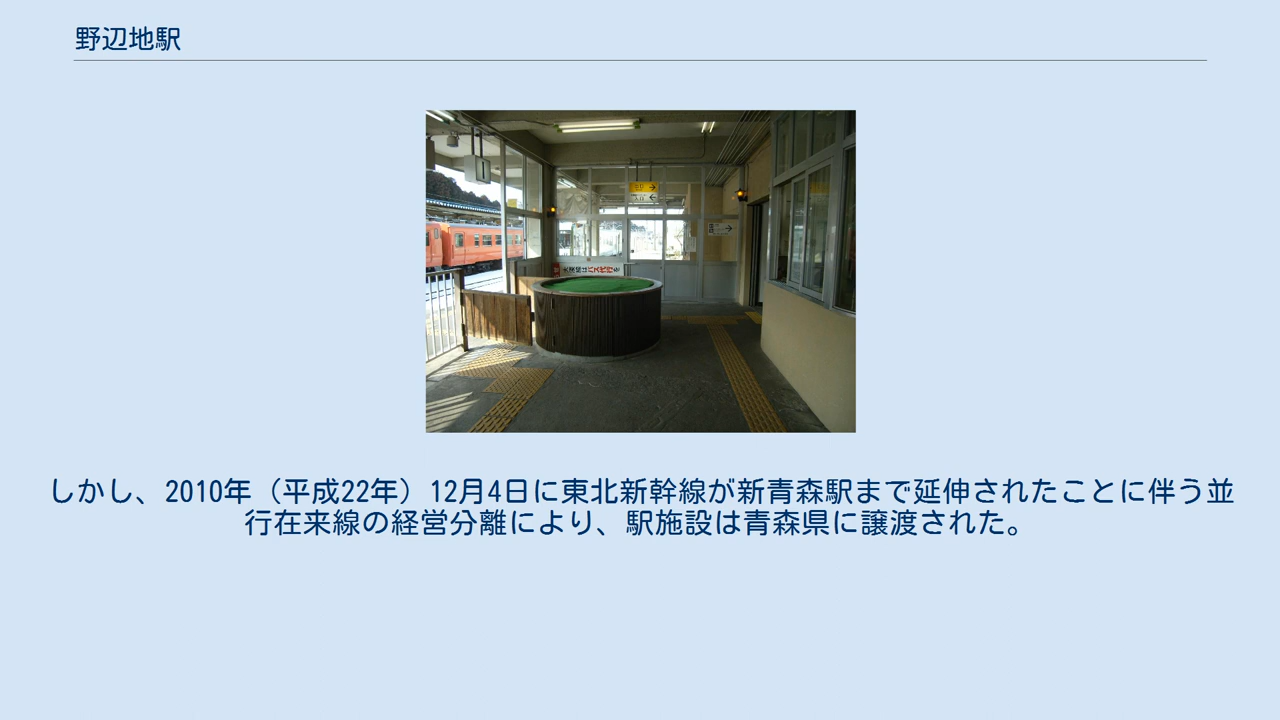 野辺地駅
しかし、2010年（平成22年）12月4日に東北新幹線が新青森駅まで延伸されたことに伴う並
行在来線の経営分離により、駅施設は青森県に譲渡された。